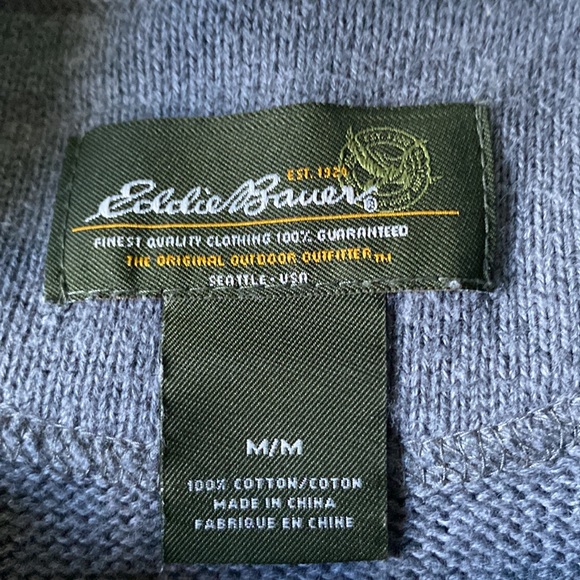 EST. 1920
Eddie Bauer®
FINEST QUALITY CLOTHING 100% GUARANTEED
THE ORIGINAL OUTDOOR OUTFITTER™
SEATTLE - USA
M/M
100% COTTON/COTON
MADE IN CHINA
FABRIQUE EN CHINE